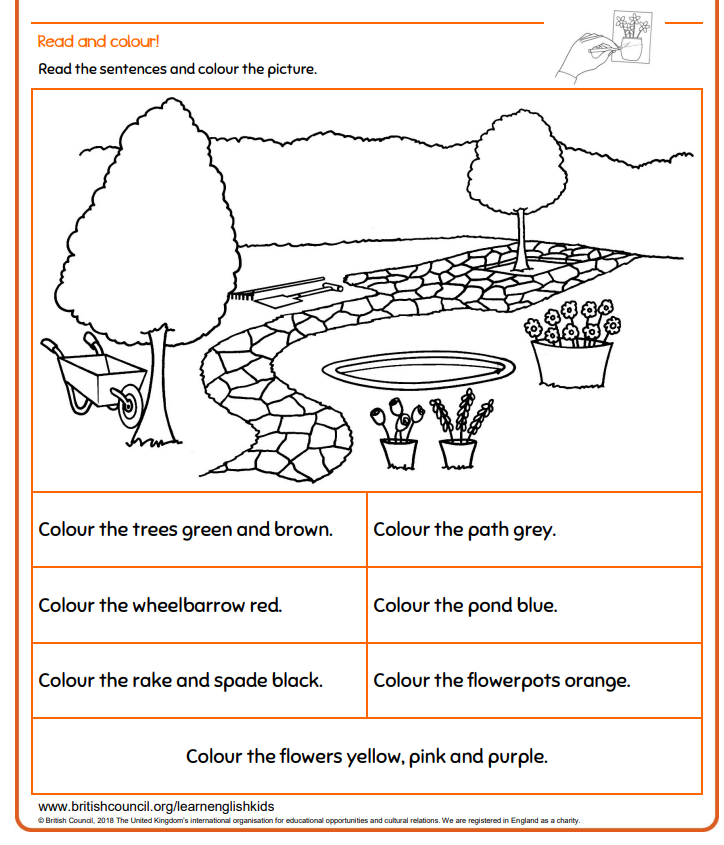 Read and colour!
Read the sentences and colour the picture.
Colour the trees green and brown.
Colour the path grey.
Colour the wheelbarrow red.
Colour the pond blue.
Colour the rake and spade black.
Colour the flowerpots orange.
Colour the flowers yellow, pink and purple.
www.britishcouncil.org/learnenglishkids
© British Council, 2018 The United Kingdom's international organisation for educational opportunities and cultural relations. We are registered in England as a charity.